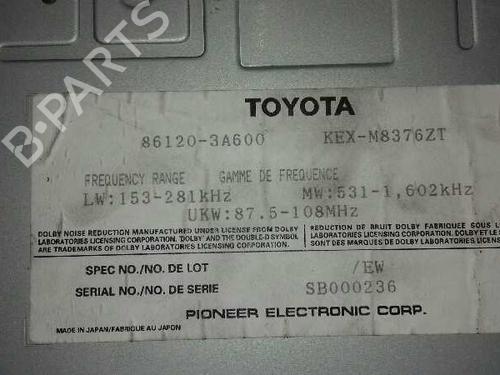 TOYOTA
86120-3A600 KEX-M8376ZT
FREQUENCY RANGE GAMME DE FREQUENCE
LW:153-281kHz MW:531-1,602kHz
UKW:87.5-108MHz
DOLBY NOISE REDUCTION MANUFACTURED UNDER LICENSE FROM DOLBY
LABORATORIES LICENSING CORPORATION. 'DOLBY' AND THE DOUBLE-D SYMBOL
ARE TRADEMARKS OF DOLBY LABORATORIES LICENSING CORPORATION.
REDUCTION DE BRUIT DOLBY FABRIQUEE SOUS
LABORATORIES LICENSING CORPORATION. DOLBY ET LE
SONT DES MARQUES DE DOLBY LABORATORIES LICENSING
SPEC NO./NO. DE LOT /EW
SERIAL NO./NO. DE SERIE SB000236
PIONEER ELECTRONIC CORP.
MADE IN JAPAN/FABRIQUE AU JAPON
B-PARTS